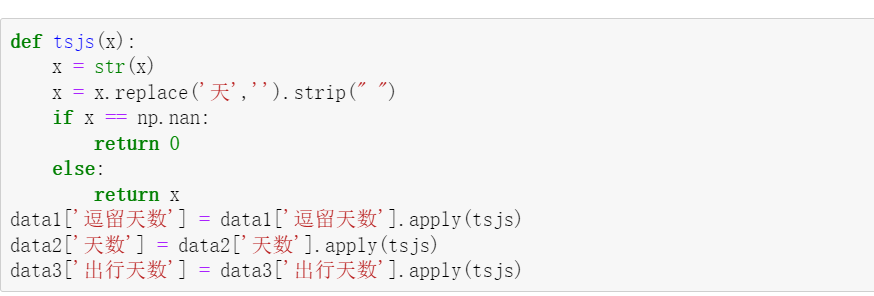 def tsjs(x):
    x = str(x)
    x = x.replace('天','').strip(" ")
    if x == np.nan:
        return 0
    else:
        return x
data1['逗留天数'] = data1['逗留天数'].apply(tsjs)
data2['天数'] = data2['天数'].apply(tsjs)
data3['出行天数'] = data3['出行天数'].apply(tsjs)